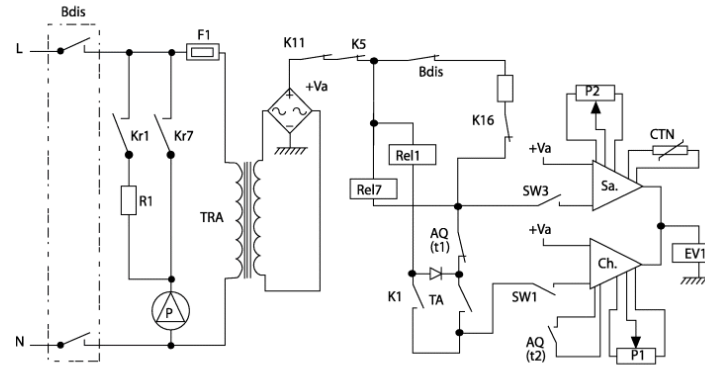 Bdis
L
F1
K11
K5
+Va
Bdis
Kr1
Kr7
K16
P2
CTN
+Va
Rel1
Rel7
Sa.
R1
TRA
SW3
AQ
(t1)
+Va
EV1
Ch.
K1
TA
SW1
P
N
AQ
(t2)
P1